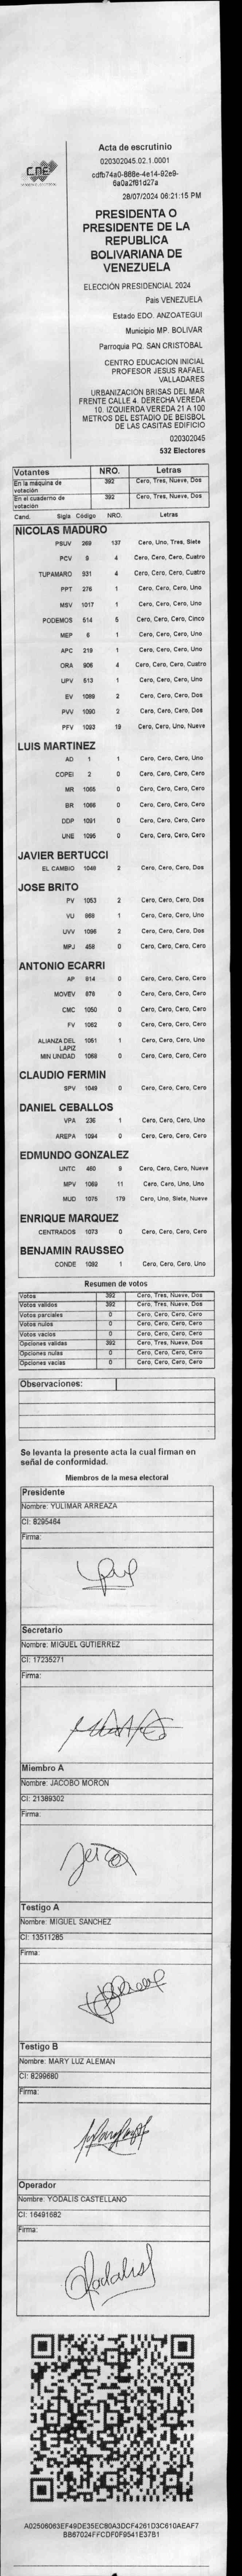 CNE
Acta de escrutinio
020302045.02.1.0001
cdfb74a0-888e-4e14-92e9-
6a0a2f81d27a
28/07/2024 06:21:15 PM
PRESIDENTA O
PRESIDENTE DE LA
REPUBLICA
BOLIVARIANA DE
VENEZUELA
ELECCIÓN PRESIDENCIAL 2024
Pais VENEZUELA
Estado EDO. ANZOATEGUI
Municipio MP. BOLIVAR
Parroquia PQ. SAN CRISTOBAL
CENTRO EDUCACION INICIAL
PROFESOR JESUS RAFAEL
VALLADARES
URBANIZACIÓN BRISAS DEL MAR
FRENTE CALLE 4. DERECHA VEREDA
10. IZQUIERDA VEREDA 21 A 100
METROS DEL ESTADIO DE BEISBOL
DE LAS CASITAS EDIFICIO
020302045
532 Electores
Votantes NRO. Letras
En la máquina de votación 392 Cero, Tres, Nueve, Dos
En el cuaderno de votación 392 Cero, Tres, Nueve, Dos
Cand. Sigla Código NRO. Letras
NICOLAS MADURO
PSUV 269 137 Cero, Uno, Tres, Siete
PCV 9 4 Cero, Cero, Cero, Cuatro
TUPAMARO 931 4 Cero, Cero, Cero, Cuatro
PPT 276 1 Cero, Cero, Cero, Uno
MSV 1017 1 Cero, Cero, Cero, Uno
PODEMOS 514 5 Cero, Cero, Cero, Cinco
MEP 6 1 Cero, Cero, Cero, Uno
APC 219 1 Cero, Cero, Cero, Uno
ORA 906 4 Cero, Cero, Cero, Cuatro
UPV 513 1 Cero, Cero, Cero, Uno
EV 1089 2 Cero, Cero, Cero, Dos
PVV 1090 2 Cero, Cero, Cero, Dos
PFV 1093 19 Cero, Cero, Uno, Nueve
LUIS MARTINEZ
AD 1 1 Cero, Cero, Cero, Uno
COPEI 2 0 Cero, Cero, Cero, Cero
MR 1065 0 Cero, Cero, Cero, Cero
BR 1066 0 Cero, Cero, Cero, Cero
DDP 1091 0 Cero, Cero, Cero, Cero
UNE 1095 0 Cero, Cero, Cero, Cero
JAVIER BERTUCCI
EL CAMBIO 1049 2 Cero, Cero, Cero, Dos
JOSE BRITO
PV 1053 2 Cero, Cero, Cero, Dos
VU 869 1 Cero, Cero, Cero, Uno
UVV 1096 2 Cero, Cero, Cero, Dos
MPJ 458 0 Cero, Cero, Cero, Cero
ANTONIO ECARRI
AP 614 0 Cero, Cero, Cero, Cero
MOVEV 876 0 Cero, Cero, Cero, Cero
CMC 1050 0 Cero, Cero, Cero, Cero
FV 1062 0 Cero, Cero, Cero, Cero
ALIANZA DEL LAPIZ 1051 1 Cero, Cero, Cero, Uno
MIN UNIDAD 1069 0 Cero, Cero, Cero, Cero
CLAUDIO FERMIN
SPV 1049 0 Cero, Cero, Cero, Cero
DANIEL CEBALLOS
VPA 236 1 Cero, Cero, Cero, Uno
AREPA 1094 0 Cero, Cero, Cero, Cero
EDMUNDO GONZALEZ
UNTC 460 9 Cero, Cero, Cero, Nueve
MPV 1069 11 Cero, Cero, Uno, Uno
MUD 1075 179 Cero, Uno, Siete, Nueve
ENRIQUE MARQUEZ
CENTRADOS 1073 0 Cero, Cero, Cero, Cero
BENJAMIN RAUSSEO
CONDE 1092 1 Cero, Cero, Cero, Uno
Resumen de votos
Votos 392 Cero, Tres, Nueve, Dos
Votos validos 392 Cero, Tres, Nueve, Dos
Votos parciales 0 Cero, Cero, Cero, Cero
Votos nulos 0 Cero, Cero, Cero, Cero
Votos vacios 0 Cero, Cero, Cero, Cero
Opciones validas 392 Cero, Tres, Nueve, Dos
Opciones nulas 0 Cero, Cero, Cero, Cero
Opciones vacias 0 Cero, Cero, Cero, Cero
Observaciones:
Se levanta la presente acta la cual firman en
señal de conformidad.
Miembros de la mesa electoral
Presidente
Nombre: YULIMAR ARREAZA
CI: 8295464
Firma:
Secretario
Nombre: MIGUEL GUTIERREZ
CI: 17235271
Firma:
Miembro A
Nombre: JACOBO MORON
CI: 21389302
Firma:
Testigo A
Nombre: MIGUEL SANCHEZ
CI: 13511285
Firma:
Testigo B
Nombre: MARY LUZ ALEMAN
CI: 8299680
Firma:
Operador
Nombre: YODALIS CASTELLANO
CI: 16491682
Firma:
A02506063EF49DE35EC80A3DCF4261D3C610AEAF7
BB67024FFCDF0F9541E37B1